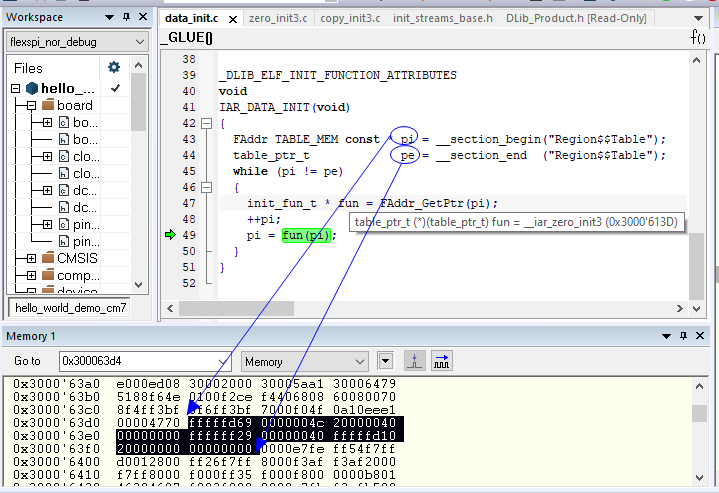 Workspace
flexspi_nor_debug
Files
hello_...
board
bo...
bo...
clo...
clo...
dc...
dc...
pin...
pin...
CMSIS
comp...
device
hello_world_demo_cm7
data_init.c
zero_init3.c
copy_init3.c
init_streams_base.h
DLib_Product.h [Read-Only]
_GLUE()
f()
38
39 _DLIB_ELF_INIT_FUNCTION_ATTRIBUTES
40 void
41 IAR_DATA_INIT(void)
42 {
43 FAddr TABLE_MEM const * pi = __section_begin("Region$$Table");
44 table_ptr_t pe = __section_end ("Region$$Table");
45 while (pi != pe)
46 {
47 init_fun_t * fun = FAddr_GetPtr(pi);
48 ++pi;
table_ptr_t (*)(table_ptr_t) fun = __iar_zero_init3 (0x3000'613D)
49 pi = fun(pi);
50 }
51 }
52
Memory 1
Go to
0x300063d4
Memory
0x3000'63a0 e000ed08 30002000 30005aa1 30006479
0x3000'63b0 5188f64e 0100f2ce f4406808 60080070
0x3000'63c0 8f4ff3bf 8f6ff3bf 7000f04f 0a10eee1
0x3000'63d0 00004770 fffffd69 0000004c 20000040
0x3000'63e0 00000000 ffffff29 00000040 fffffd10
0x3000'63f0 20000000 00000000 0000e7fe ff54f7ff
0x3000'6400 d0012800 ff26f7ff 8000f3af f3af2000
0x3000'6410 f7ff8000 f000ff35 f000f800 0000b801